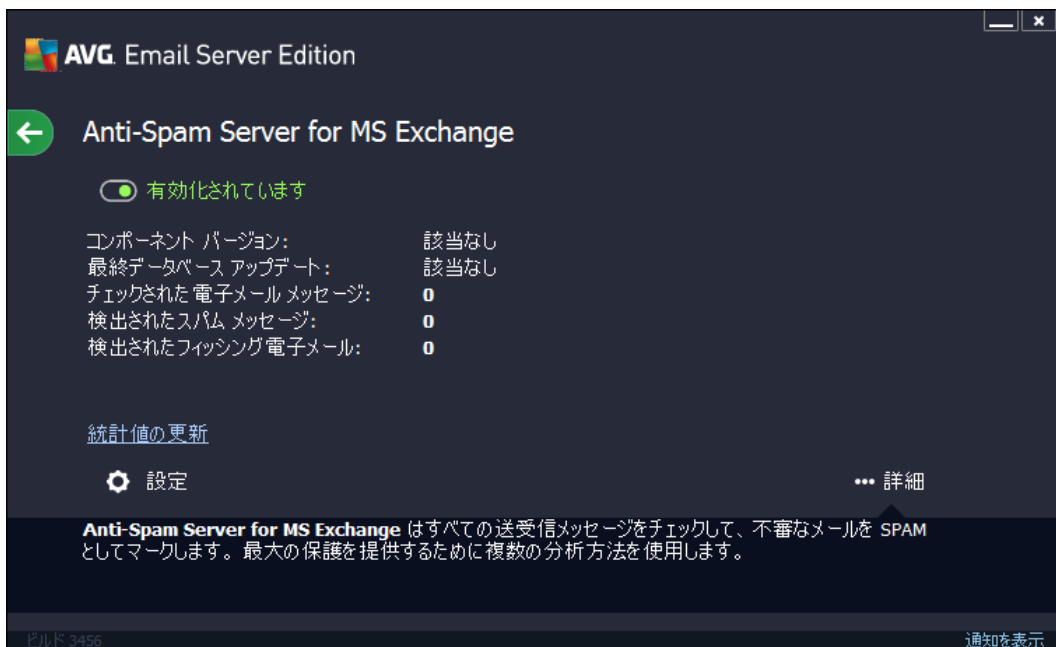 AVG. Email Server Edition
Anti-Spam Server for MS Exchange
有効化されています
コンポーネント バージョン: 該当なし
最終データベース アップデート: 該当なし
チェックされた電子メール メッセージ: 0
検出されたスパム メッセージ: 0
検出されたフィッシング電子メール: 0
統計値の更新
設定
••• 詳細
Anti-Spam Server for MS Exchange はすべての送受信メッセージをチェックして、不審なメールを SPAM
としてマークします。最大の保護を提供するために複数の分析方法を使用します。
ビルド 3456
通知を表示